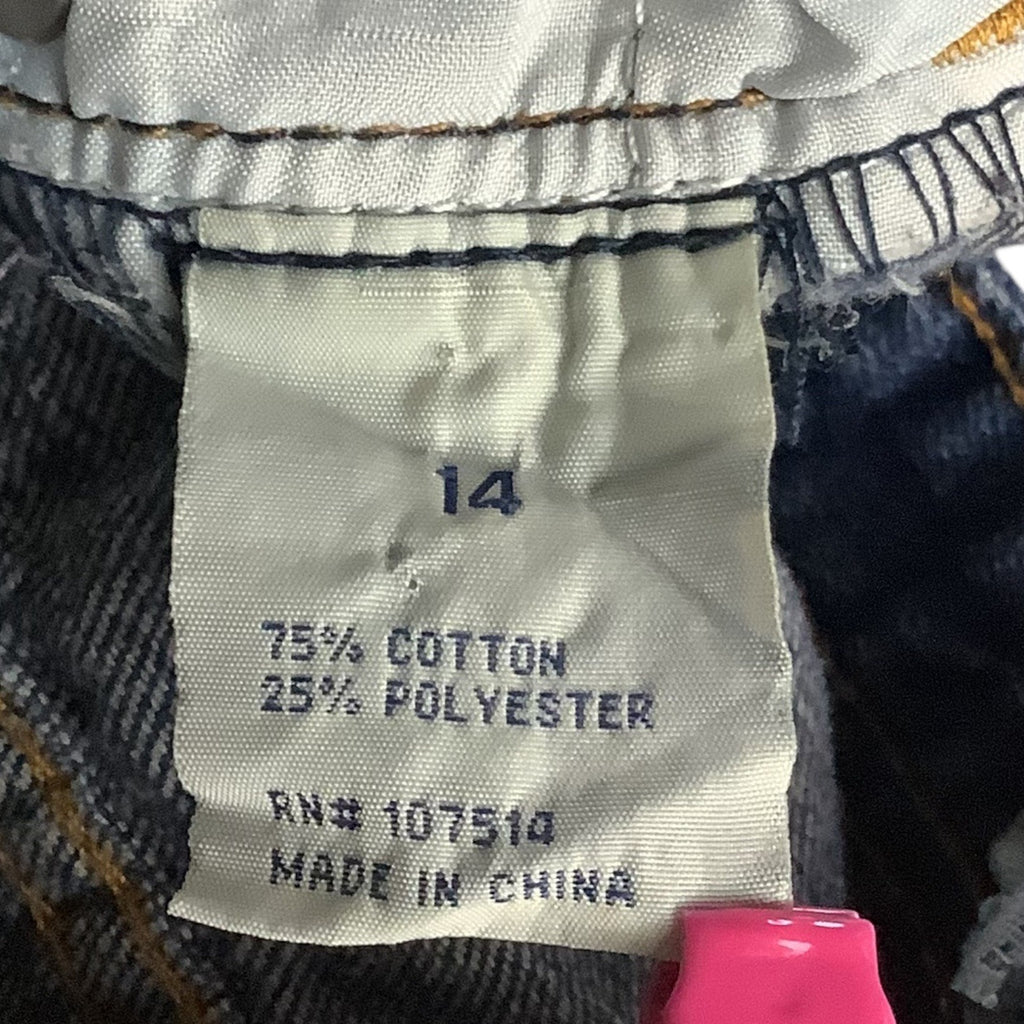 14
75% COTTON
25% POLYESTER
RN# 107514
MADE IN CHINA